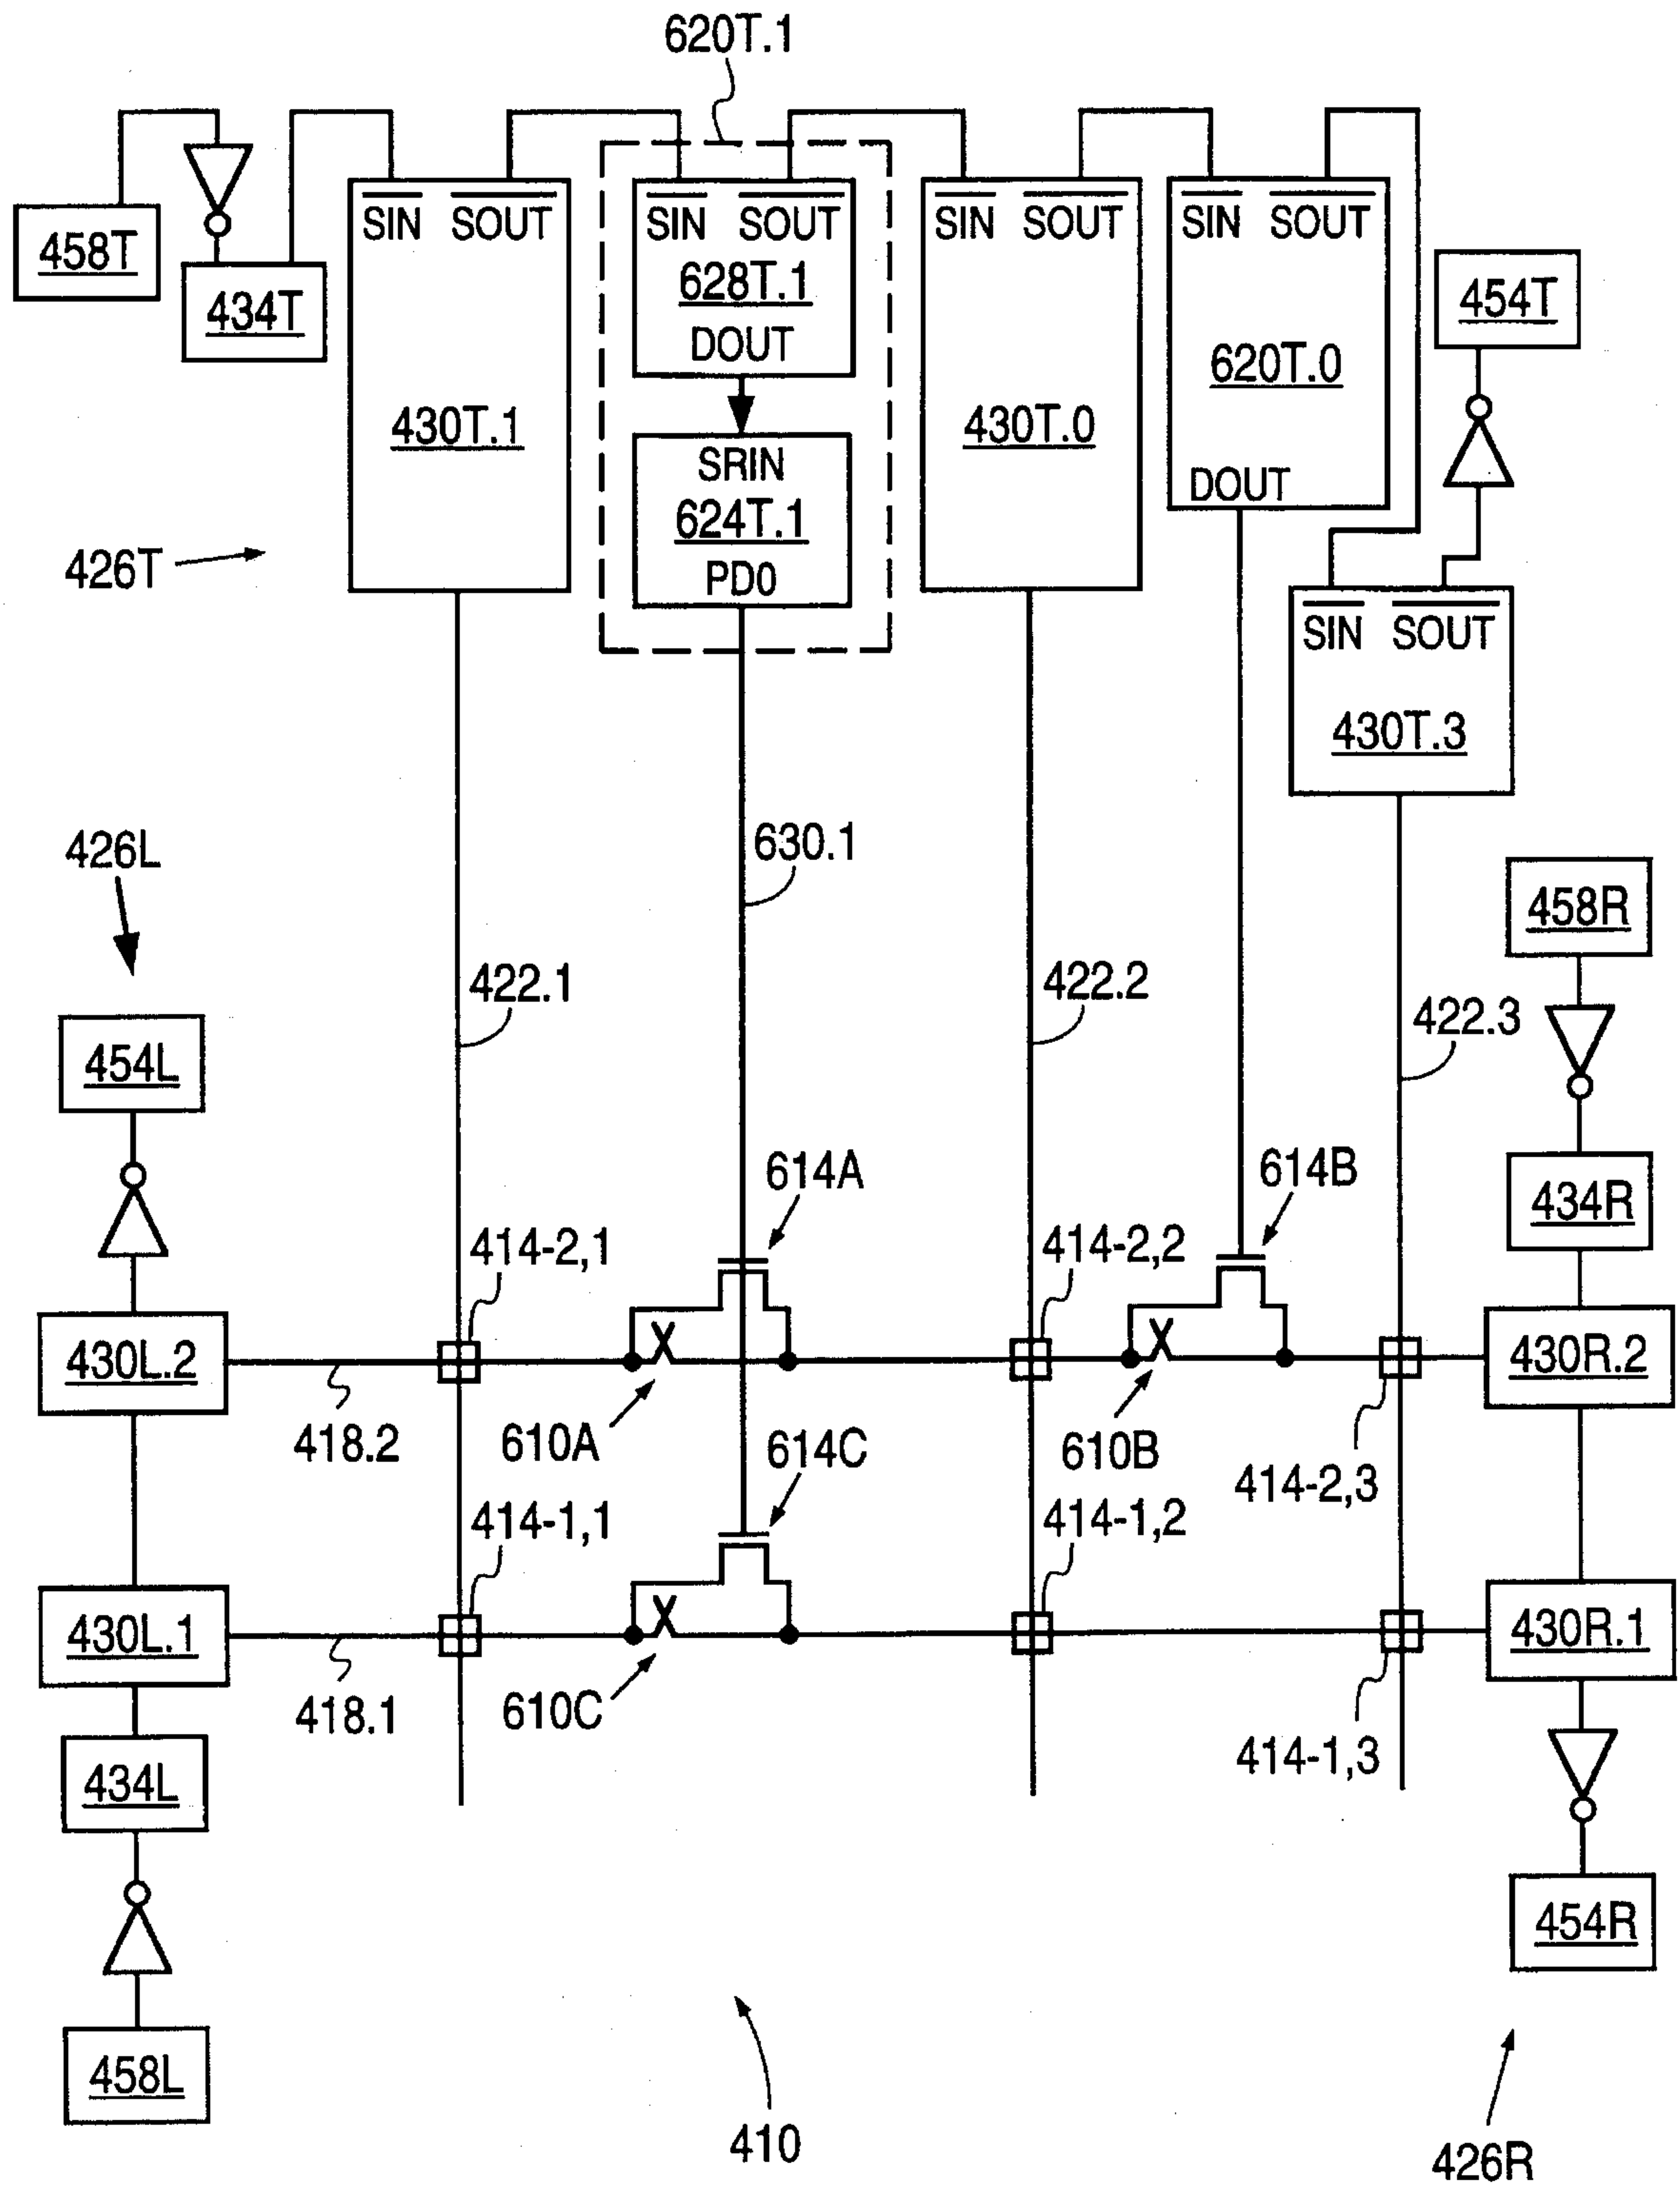 620T.1
458T
434T
SIN SOUT
430T.1
SIN SOUT
628T.1
DOUT
SRIN
624T.1
PD0
SIN SOUT
430T.0
SIN SOUT
620T.0
DOUT
454T
SIN SOUT
430T.3
426T
426L
630.1
458R
422.1
422.2
422.3
454L
614A
614B
434R
414-2,1
414-2,2
430L.2
430R.2
418.2
610A
614C
610B
414-2,3
414-1,1
414-1,2
430L.1
430R.1
418.1
610C
414-1,3
434L
454R
458L
410
426R